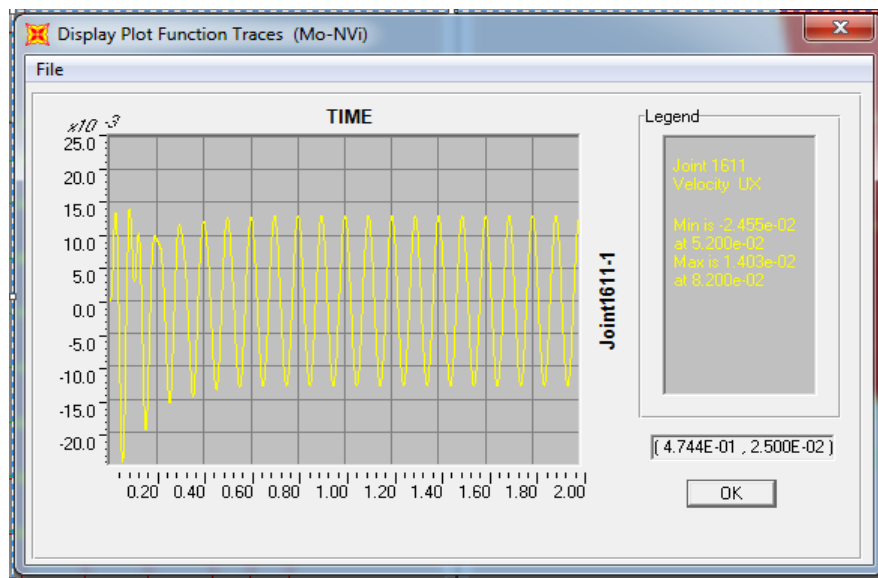 Display Plot Function Traces (Mo-NVi)
File
TIME
x10 -3
25.0
20.0
15.0
10.0
5.0
0.0
-5.0
-10.0
-15.0
-20.0
0.20 0.40 0.60 0.80 1.00 1.20 1.40 1.60 1.80 2.00
Joint1611-1
Legend
Joint 1611
Velocity UX
Min is -2.455e-02
at 5.200e-02
Max is 1.403e-02
at 8.200e-02
( 4.744E-01 , 2.500E-02 )
OK